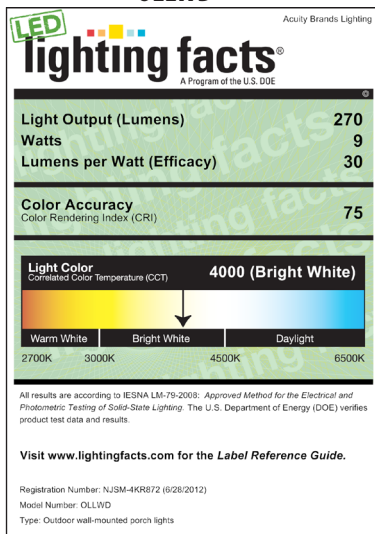 OLLWD
Acuity Brands Lighting
LED
lighting facts®
A Program of the U.S. DOE
Light Output (Lumens) 270
Watts 9
Lumens per Watt (Efficacy) 30
Color Accuracy
Color Rendering Index (CRI) 75
Light Color
Correlated Color Temperature (CCT) 4000 (Bright White)
Warm White Bright White Daylight
2700K 3000K 4500K 6500K
All results are according to IESNA LM-79-2008: Approved Method for the Electrical and
Photometric Testing of Solid-State Lighting. The U.S. Department of Energy (DOE) verifies
product test data and results.
Visit www.lightingfacts.com for the Label Reference Guide.
Registration Number: NJSM-4KR872 (6/28/2012)
Model Number: OLLWD
Type: Outdoor wall-mounted porch lights